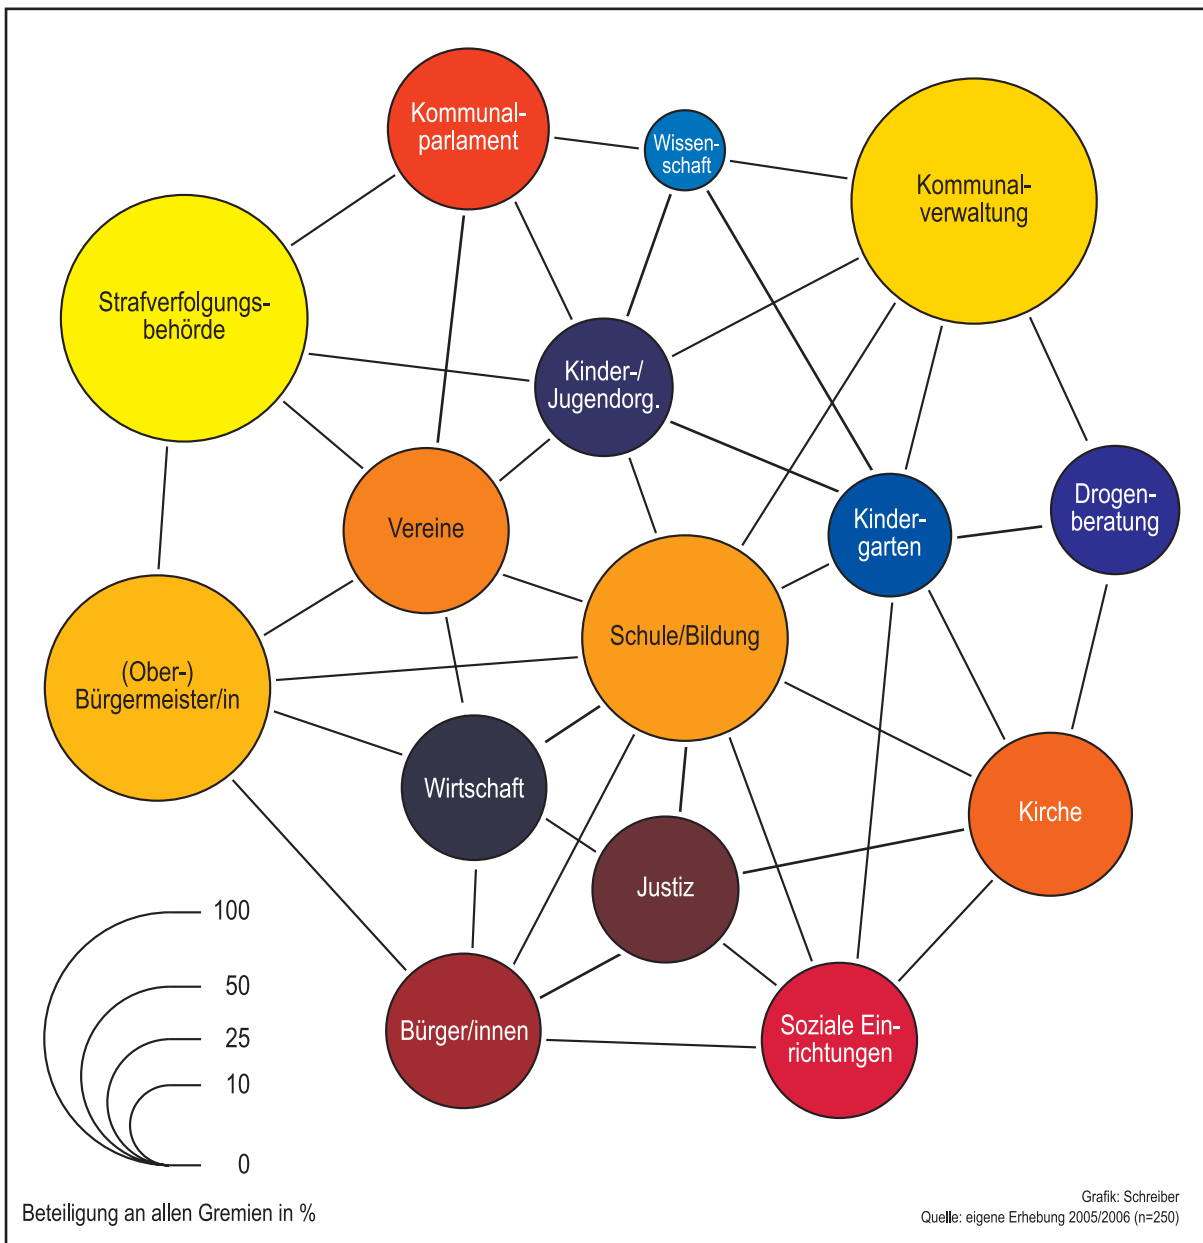 Kommunal-
parlament
Wissen-
schaft
Kommunal-
verwaltung
Strafverfolgungs-
behörde
Kinder-/
Jugendorg.
Vereine
Kinder-
garten
Drogen-
beratung
Schule/Bildung
(Ober-)
Bürgermeister/in
Wirtschaft
Kirche
Justiz
Bürger/innen
Soziale Ein-
richtungen
100
50
25
10
0
Beteiligung an allen Gremien in %
Grafik: Schreiber
Quelle: eigene Erhebung 2005/2006 (n=250)